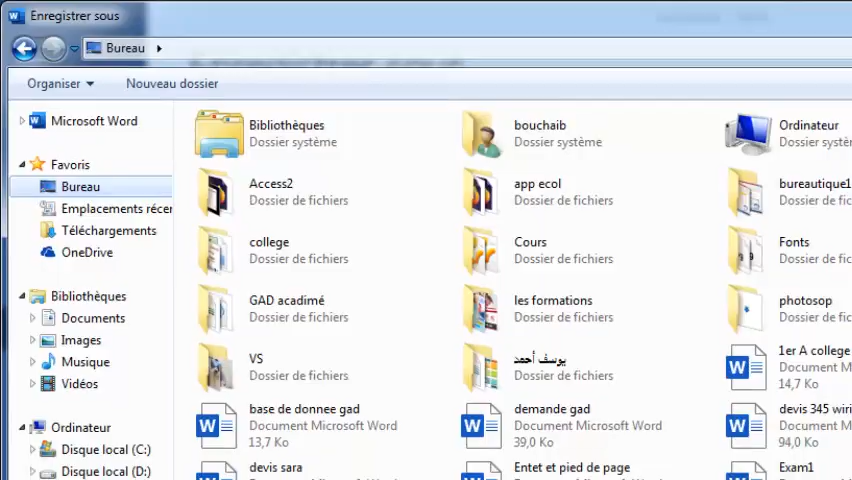 Enregistrer sous
Bureau
Organiser
Nouveau dossier
Microsoft Word
Favoris
Bureau
Emplacements récer
Téléchargements
OneDrive
Bibliothèques
Documents
Images
Musique
Vidéos
Ordinateur
Disque local (C:)
Disque local (D:)
Bibliothèques
Dossier système
bouchaib
Dossier système
Ordinateur
Dossier système
Access2
Dossier de fichiers
app ecol
Dossier de fichiers
bureautique1
Dossier de fic
college
Dossier de fichiers
Cours
Dossier de fichiers
Fonts
Dossier de fic
GAD acadimé
Dossier de fichiers
les formations
Dossier de fichiers
photosop
Dossier de fic
VS
Dossier de fichiers
يوسف أحمد
Dossier de fichiers
1er A college
Document M
14,7 Ko
base de donnee gad
Document Microsoft Word
13,7 Ko
demande gad
Document Microsoft Word
39,0 Ko
devis 345 wiri
Document M
94,0 Ko
devis sara
Entet et pied de page
Exam1